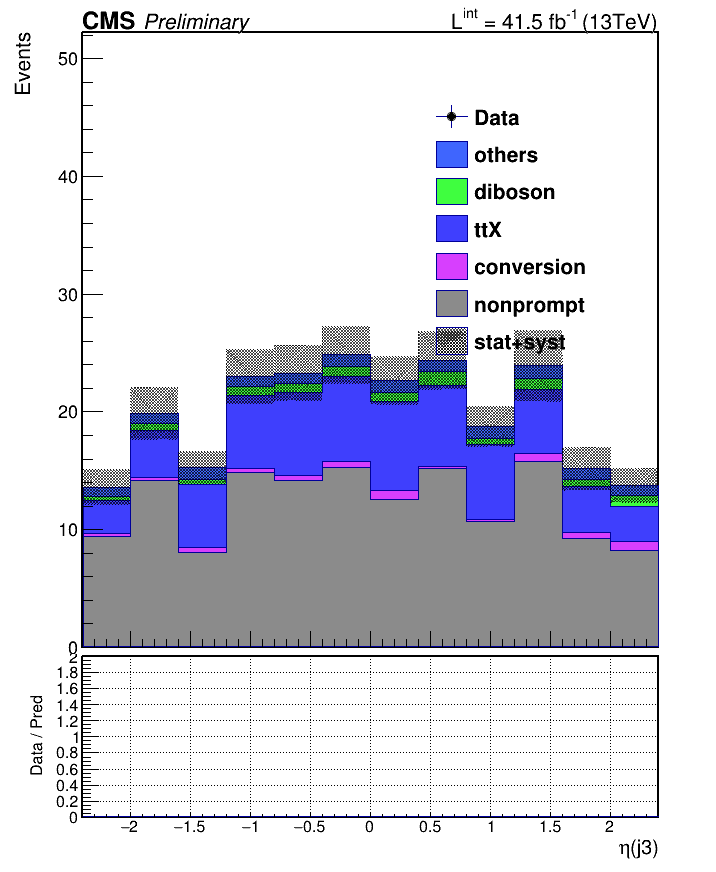 CMS Preliminary L^int = 41.5 fb^-1 (13TeV)
Events
50
40
30
20
10
0
Data
others
diboson
ttX
conversion
nonprompt
stat+syst
Data / Pred
2
1.8
1.6
1.4
1.2
1
0.8
0.6
0.4
0.2
0
−2 −1.5 −1 −0.5 0 0.5 1 1.5 2
η(j3)